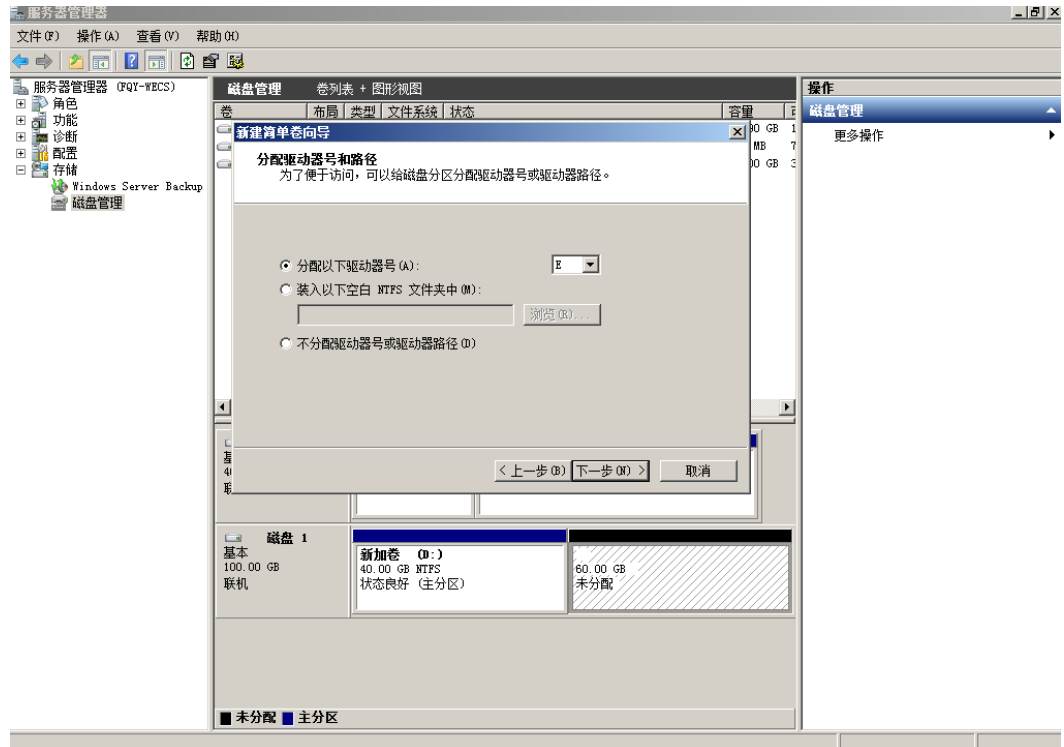 服务器管理器
文件(F) 操作(A) 查看(V) 帮助(H)
服务器管理器 (FQY-WECS)
角色
功能
诊断
配置
存储
Windows Server Backup
磁盘管理
磁盘管理 卷列表 + 图形视图
卷 布局 类型 文件系统 状态 容量
新建简单卷向导
分配驱动器号和路径
为了便于访问，可以给磁盘分区分配驱动器号或驱动器路径。
分配以下驱动器号(A): E
装入以下空白 NTFS 文件夹中(M):
浏览(R)...
不分配驱动器号或驱动器路径(D)
< 上一步(B) 下一步(N) > 取消
磁盘 1
基本
100.00 GB
联机
新加卷 (D:)
40.00 GB NTFS
状态良好 (主分区)
60.00 GB
未分配
未分配 主分区
操作
磁盘管理
更多操作